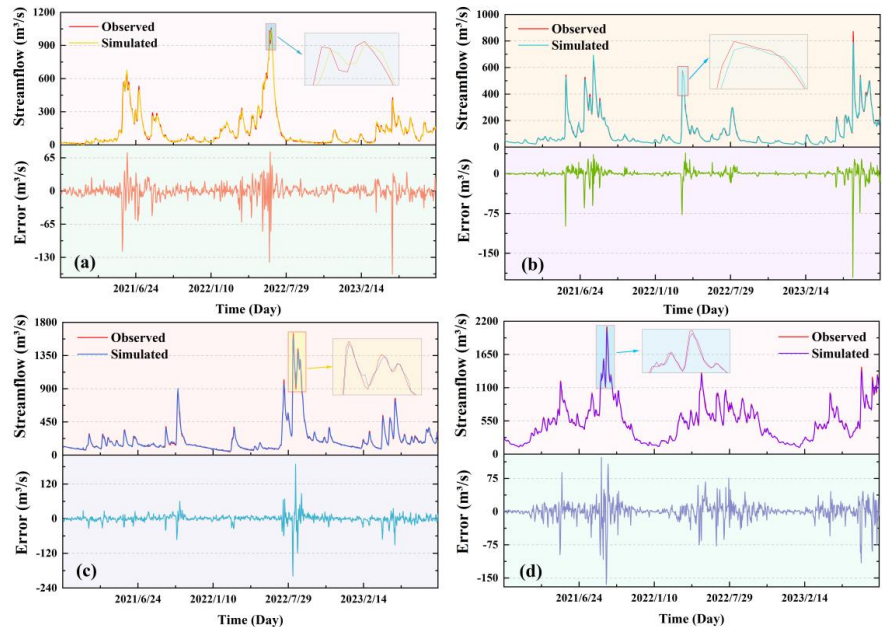 1200
900
600
300
0
Streamflow (m³/s)
Observed
Simulated
65
0
-65
-130
Error (m³/s)
(a)
2021/6/24
2022/1/10
2022/7/29
2023/2/14
Time (Day)
1000
800
600
400
200
0
Streamflow (m³/s)
Observed
Simulated
0
-75
-150
Error (m³/s)
(b)
2021/6/24
2022/1/10
2022/7/29
2023/2/14
Time (Day)
1800
1350
900
450
0
Streamflow (m³/s)
Observed
Simulated
120
0
-120
-240
Error (m³/s)
(c)
2021/6/24
2022/1/10
2022/7/29
2023/2/14
Time (Day)
2200
1650
1100
550
0
Streamflow (m³/s)
Observed
Simulated
75
0
-75
-150
Error (m³/s)
(d)
2021/6/24
2022/1/10
2022/7/29
2023/2/14
Time (Day)